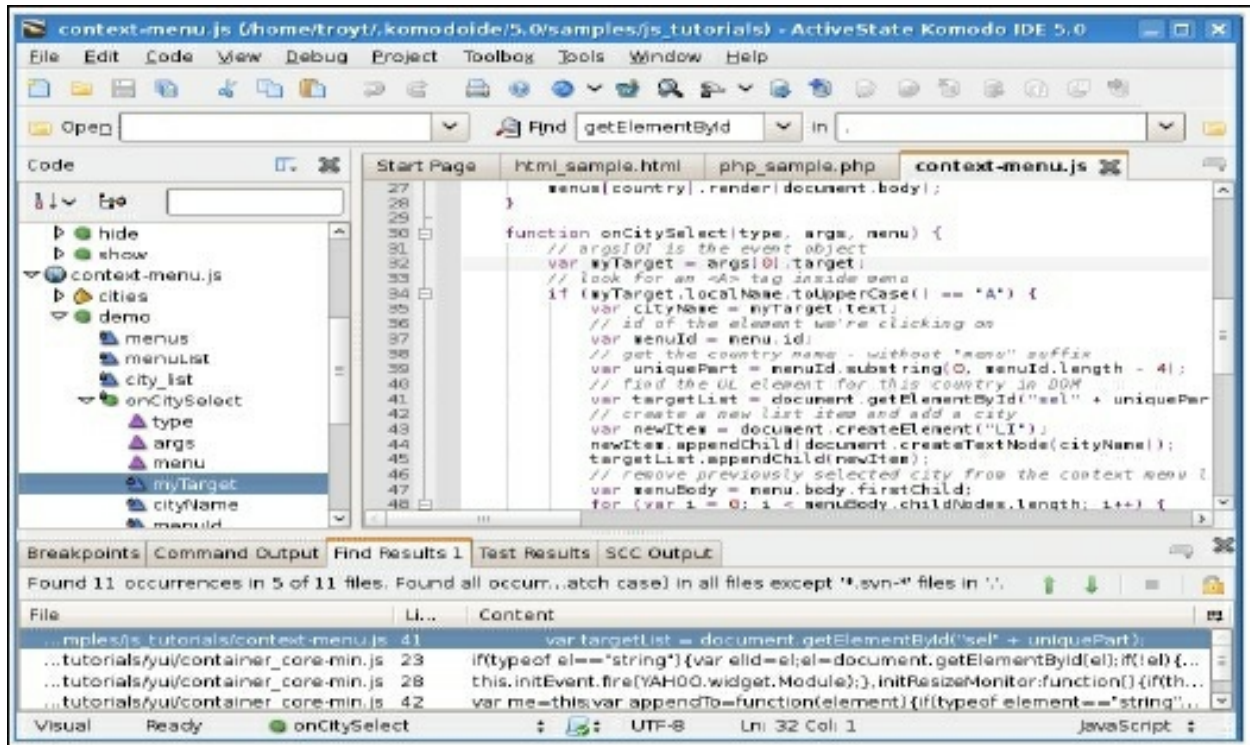 context-menu.js (/home/troyt/.komodoide/5.0/samples/js_tutorials) - ActiveState Komodo IDE 5.0
File Edit Code View Debug Project Toolbox Tools Window Help
Open Find getElementById in .
Code
Start Page html_sample.html php_sample.php context-menu.js
hide
show
context-menu.js
cities
demo
menus
menuList
city_list
onCitySelect
type
args
menu
myTarget
cityName
menuId
27 menus[country].render(document.body);
28 }
29
30 function onCitySelect(type, args, menu) {
31 // args[0] is the event object
32 var myTarget = args[0].target;
33 // look for an <A> tag inside menu
34 if (myTarget.localName.toUpperCase() == "A") {
35 var cityName = myTarget.text;
36 // id of the element we're clicking on
37 var menuId = menu.id;
38 // get the country name - without "menu" suffix
39 var uniquePart = menuId.substring(0, menuId.length - 4);
40 // find the UL element for this country in DOM
41 var targetList = document.getElementById("sel" + uniquePar
42 // create a new list item and add a city
43 var newItem = document.createElement("LI");
44 newItem.appendChild(document.createTextNode(cityName));
45 targetList.appendChild(newItem);
46 // remove previously selected city from the context menu l
47 var menuBody = menu.body.firstChild;
48 for (var i = 0; i < menuBody.childNodes.length; i++) {
Breakpoints Command Output Find Results 1 Test Results SCC Output
Found 11 occurrences in 5 of 11 files. Found all occurr...atch case) in all files except '*.svn-*' files in '.'.
File Li... Content
...mples/js_tutorials/context-menu.js 41 var targetList = document.getElementById("sel" + uniquePart);
...tutorials/yui/container_core-min.js 23 if(typeof el=="string"){var elId=el;el=document.getElementById(el);if(!el){...
...tutorials/yui/container_core-min.js 28 this.initEvent.fire(YAHOO.widget.Module);},initResizeMonitor:function(){if(th...
...tutorials/yui/container_core-min.js 42 var me=this;var appendTo=function(element){if(typeof element=="string"...
Visual Ready onCitySelect UTF-8 Ln: 32 Col: 1 JavaScript